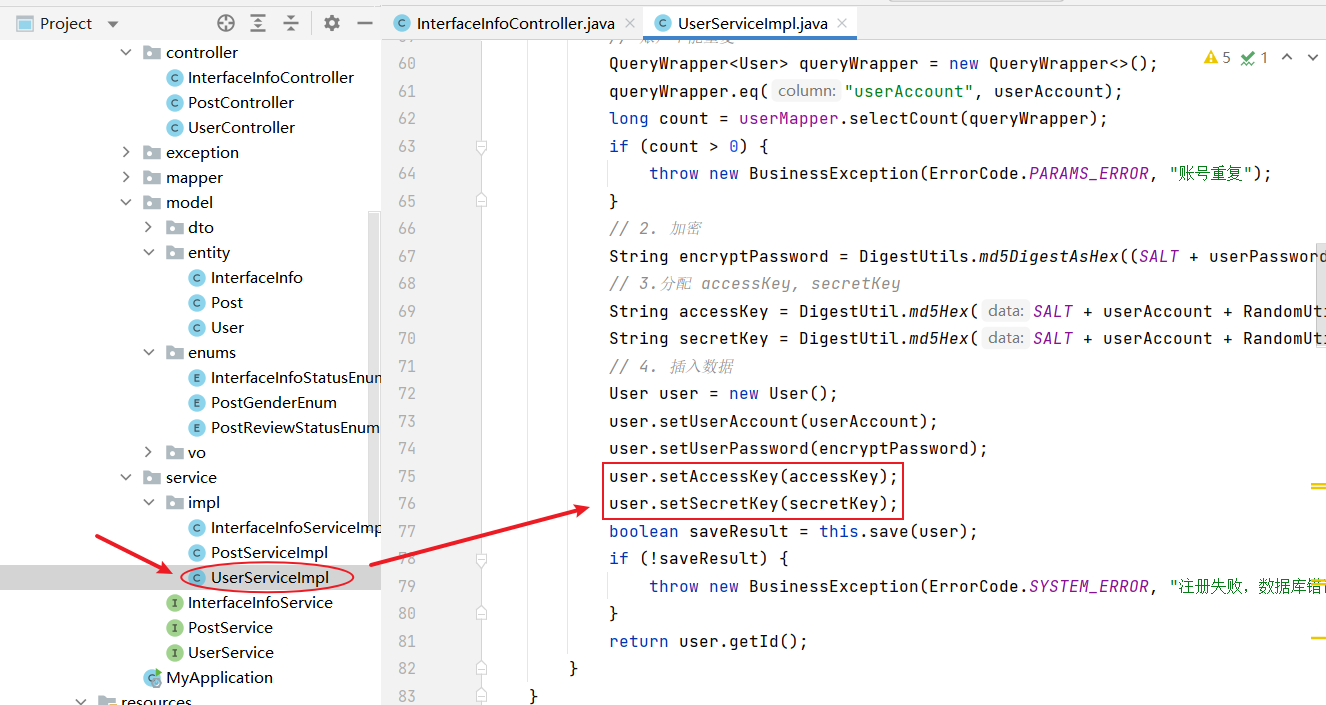 Project
InterfaceInfoController.java
UserServiceImpl.java
controller
InterfaceInfoController
PostController
UserController
exception
mapper
model
dto
entity
InterfaceInfo
Post
User
enums
InterfaceInfoStatusEnum
PostGenderEnum
PostReviewStatusEnum
vo
service
impl
InterfaceInfoServiceImp
PostServiceImpl
UserServiceImpl
InterfaceInfoService
PostService
UserService
MyApplication
resources
5 1
60 QueryWrapper<User> queryWrapper = new QueryWrapper<>();
61 queryWrapper.eq( column: "userAccount", userAccount);
62 long count = userMapper.selectCount(queryWrapper);
63 if (count > 0) {
64 throw new BusinessException(ErrorCode.PARAMS_ERROR, "账号重复");
65 }
66 // 2. 加密
67 String encryptPassword = DigestUtils.md5DigestAsHex((SALT + userPassword
68 // 3.分配 accessKey, secretKey
69 String accessKey = DigestUtil.md5Hex( data: SALT + userAccount + RandomUti
70 String secretKey = DigestUtil.md5Hex( data: SALT + userAccount + RandomUti
71 // 4. 插入数据
72 User user = new User();
73 user.setUserAccount(userAccount);
74 user.setUserPassword(encryptPassword);
75 user.setAccessKey(accessKey);
76 user.setSecretKey(secretKey);
77 boolean saveResult = this.save(user);
78 if (!saveResult) {
79 throw new BusinessException(ErrorCode.SYSTEM_ERROR, "注册失败，数据库错
80 }
81 return user.getId();
82 }
83 }